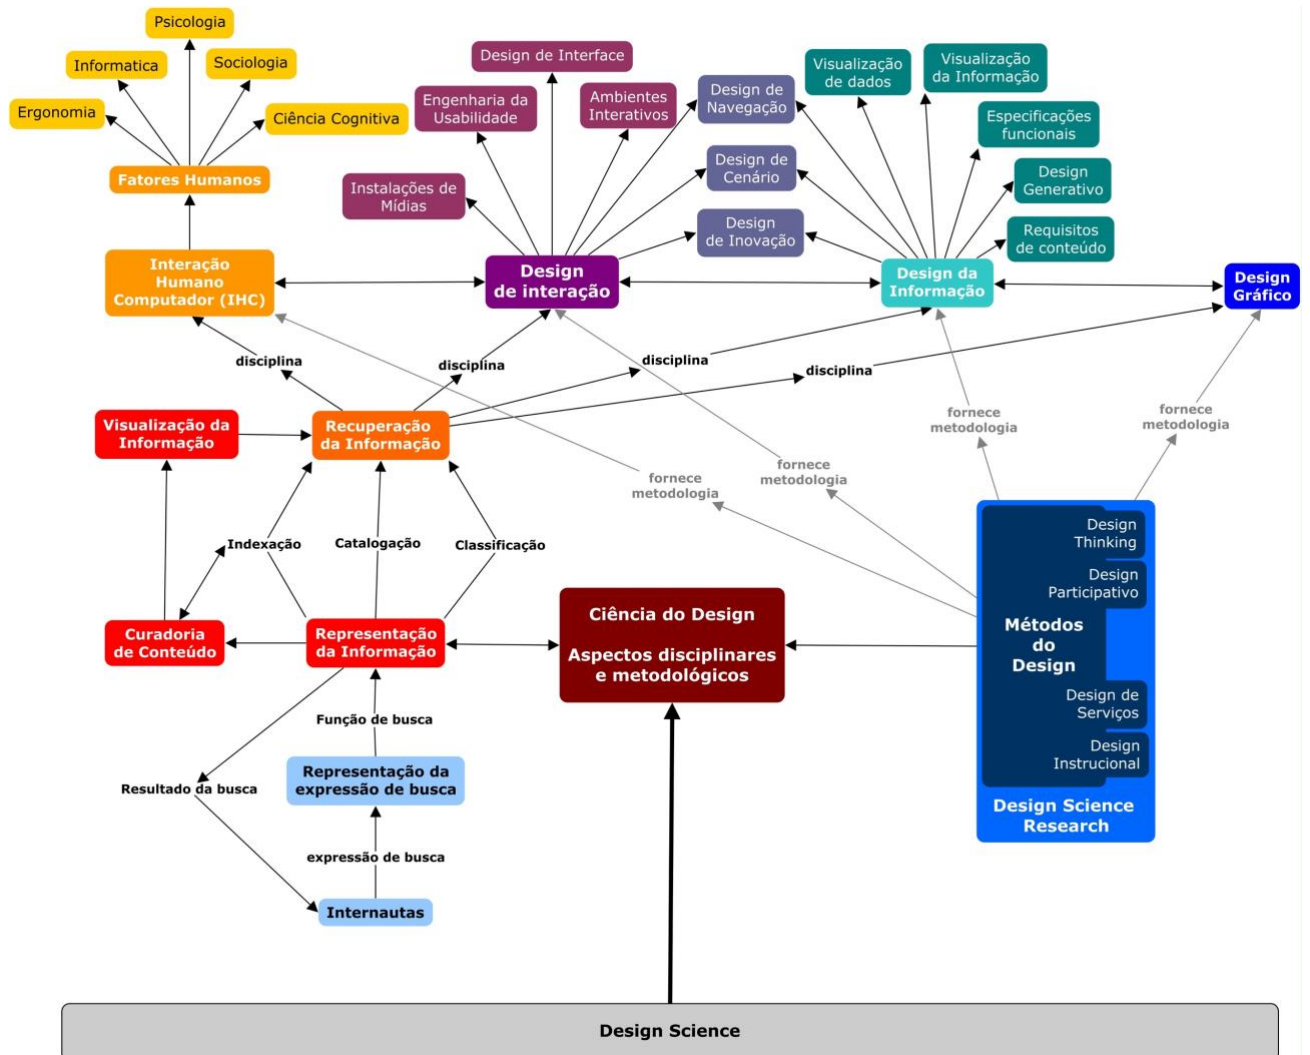 Psicologia
Informatica
Sociologia
Ergonomia
Ciência Cognitiva
Fatores Humanos
Interação
Humano
Computador (IHC)
Design de Interface
Engenharia da
Usabilidade
Ambientes
Interativos
Instalações de
Mídias
Design de
Navegação
Design de
Cenário
Design
de Inovação
Design
de interação
Visualização
de dados
Visualização
da Informação
Especificações
funcionais
Design
Generativo
Requisitos
de conteúdo
Design da
Informação
Design
Gráfico
disciplina
disciplina
disciplina
disciplina
Visualização da
Informação
Recuperação
da Informação
fornece
metodologia
fornece
metodologia
fornece
metodologia
fornece
metodologia
Indexação
Catalogação
Classificação
Curadoria
de Conteúdo
Representação
da Informação
Ciência do Design
Aspectos disciplinares
e metodológicos
Design
Thinking
Design
Participativo
Métodos
do
Design
Design de
Serviços
Design
Instrucional
Design Science
Research
Função de busca
Representação da
expressão de busca
Resultado da busca
expressão de busca
Internautas
Design Science